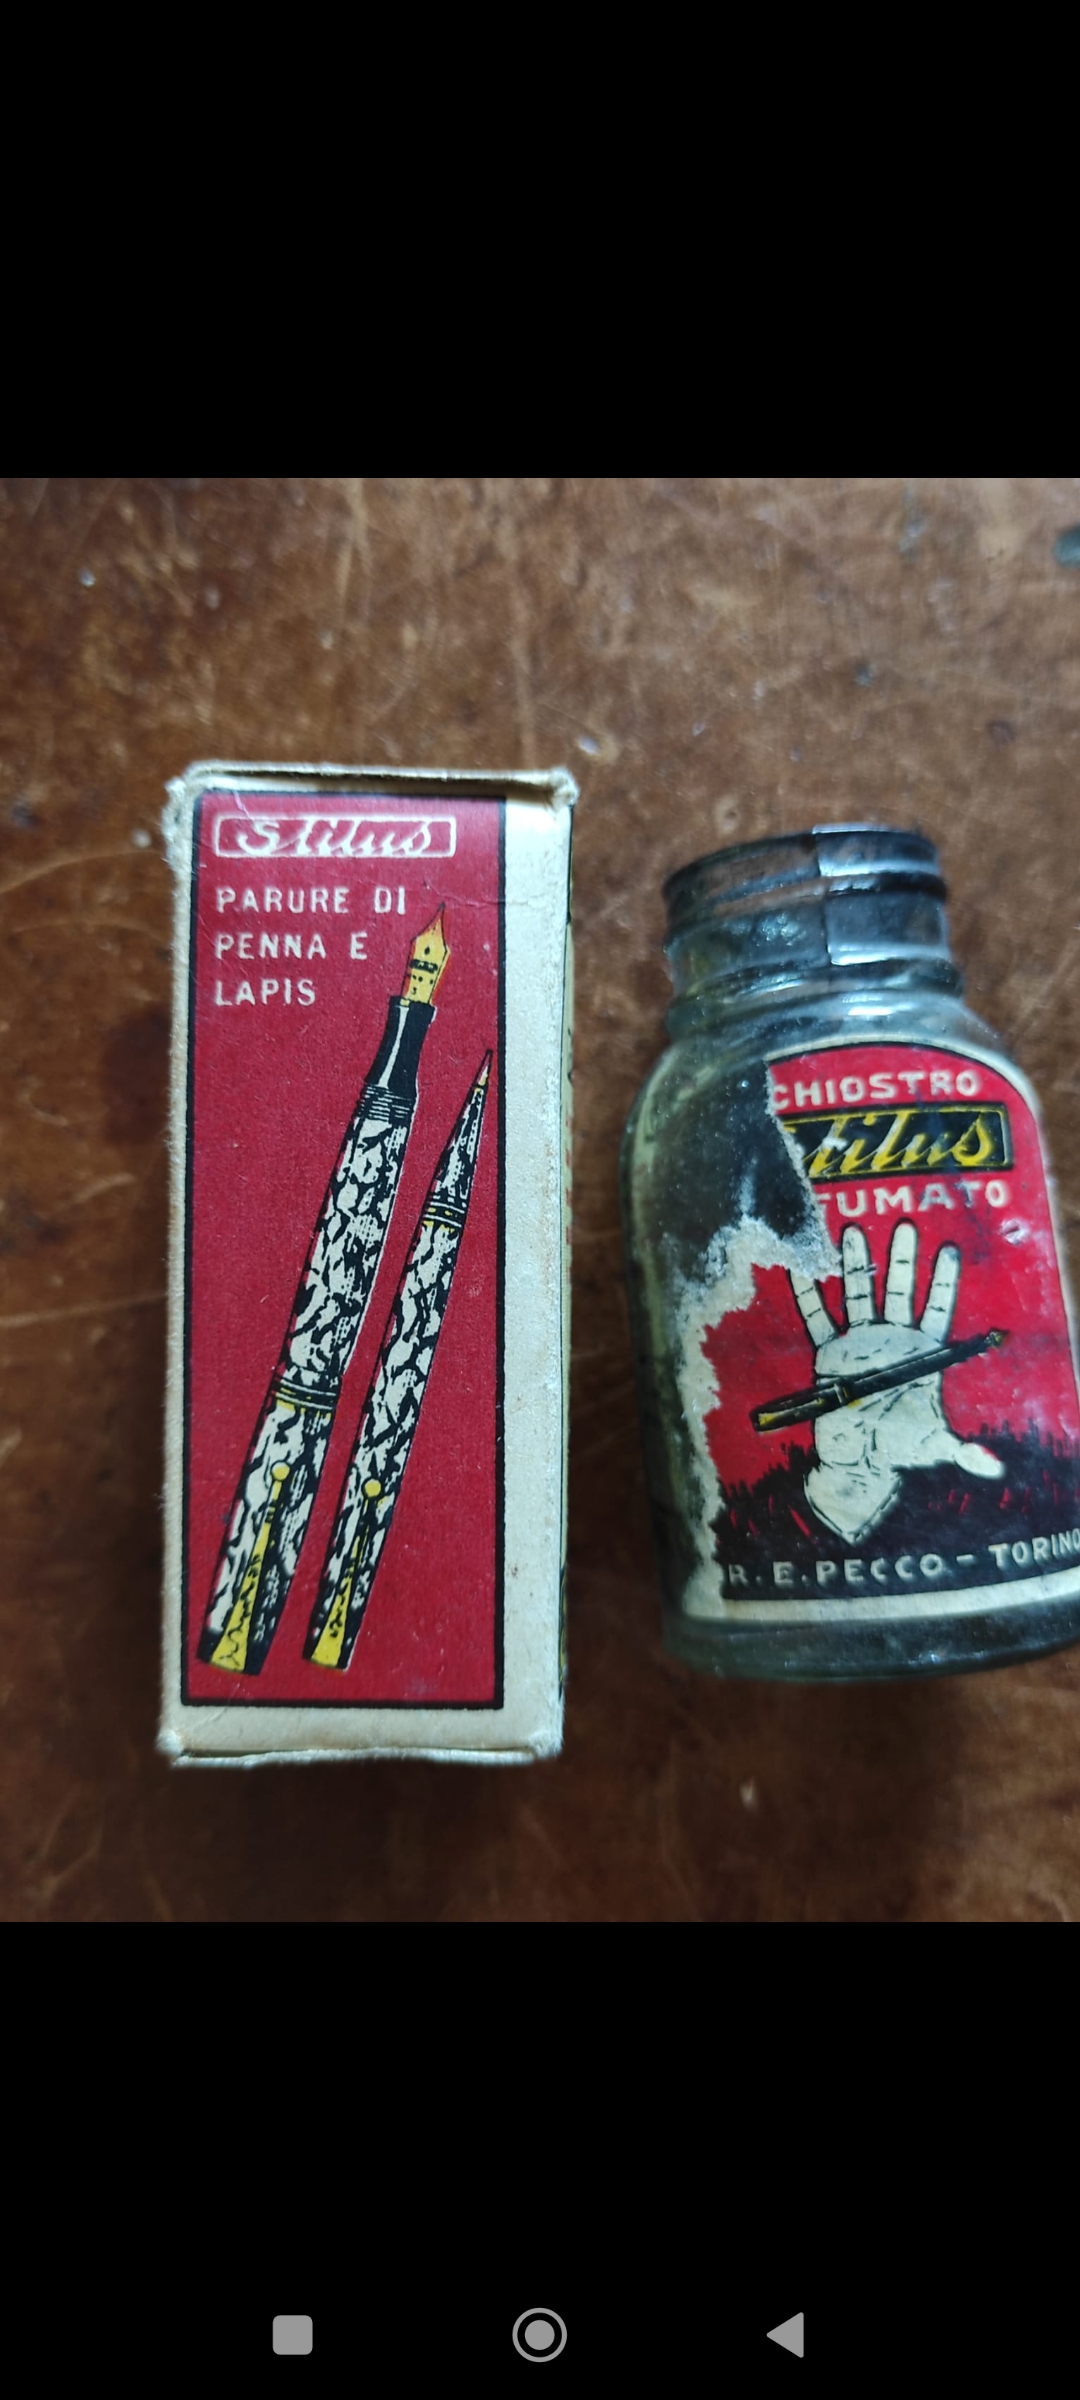 Stilus
PARURE DI
PENNA E
LAPIS
CHIOSTRO
tilus
FUMATO
R. E. PECCO - TORINO